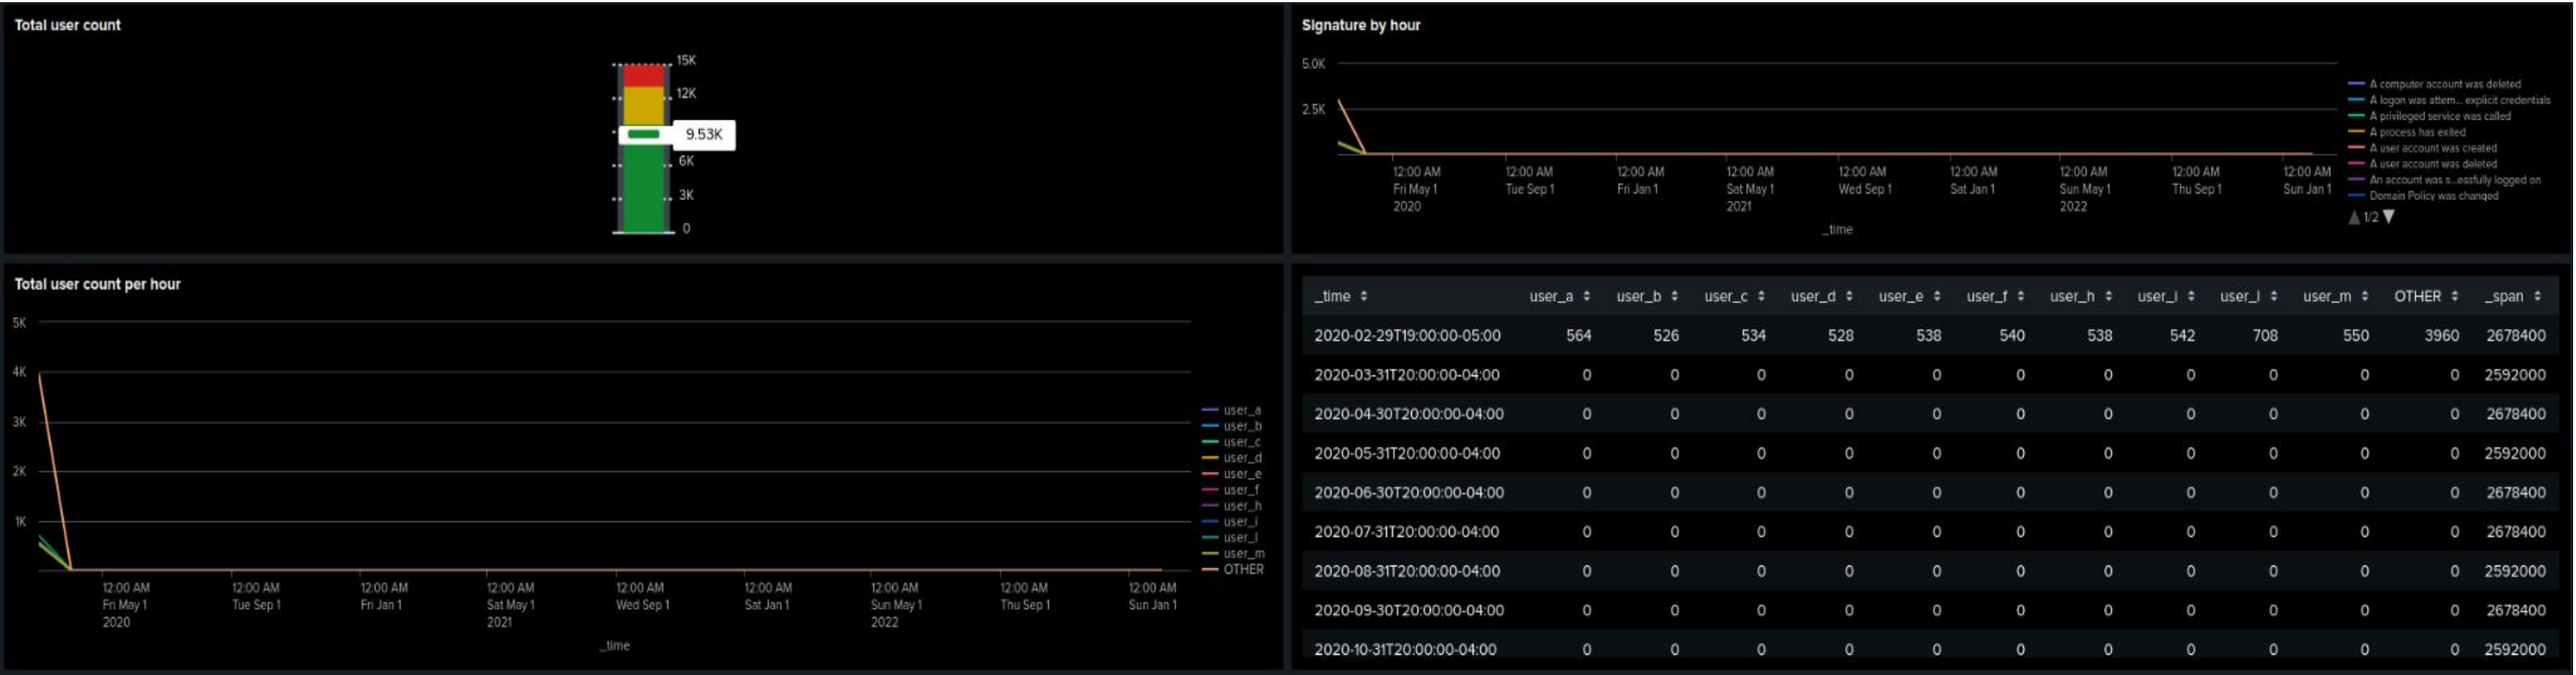 Total user count
15K
12K
9.53K
6K
3K
0
Signature by hour
5.0K
2.5K
12:00 AM 12:00 AM 12:00 AM 12:00 AM 12:00 AM 12:00 AM 12:00 AM 12:00 AM 12:00 AM
Fri May 1 Tue Sep 1 Fri Jan 1 Sat May 1 Wed Sep 1 Sat Jan 1 Sun May 1 Thu Sep 1 Sun Jan 1
2020 2021 2022
_time
A computer account was deleted
A logon was attem... explicit credentials
A privileged service was called
A process has exited
A user account was created
A user account was deleted
An account was s...essfully logged on
Domain Policy was changed
1/2
Total user count per hour
5K
4K
3K
2K
1K
12:00 AM 12:00 AM 12:00 AM 12:00 AM 12:00 AM 12:00 AM 12:00 AM 12:00 AM 12:00 AM
Fri May 1 Tue Sep 1 Fri Jan 1 Sat May 1 Wed Sep 1 Sat Jan 1 Sun May 1 Thu Sep 1 Sun Jan 1
2020 2021 2022
_time
user_a
user_b
user_c
user_d
user_e
user_f
user_h
user_i
user_l
user_m
OTHER
_time user_a user_b user_c user_d user_e user_f user_h user_i user_l user_m OTHER _span
2020-02-29T19:00:00-05:00 564 526 534 528 538 540 538 542 708 550 3960 2678400
2020-03-31T20:00:00-04:00 0 0 0 0 0 0 0 0 0 0 0 2592000
2020-04-30T20:00:00-04:00 0 0 0 0 0 0 0 0 0 0 0 2678400
2020-05-31T20:00:00-04:00 0 0 0 0 0 0 0 0 0 0 0 2592000
2020-06-30T20:00:00-04:00 0 0 0 0 0 0 0 0 0 0 0 2678400
2020-07-31T20:00:00-04:00 0 0 0 0 0 0 0 0 0 0 0 2678400
2020-08-31T20:00:00-04:00 0 0 0 0 0 0 0 0 0 0 0 2592000
2020-09-30T20:00:00-04:00 0 0 0 0 0 0 0 0 0 0 0 2678400
2020-10-31T20:00:00-04:00 0 0 0 0 0 0 0 0 0 0 0 2592000